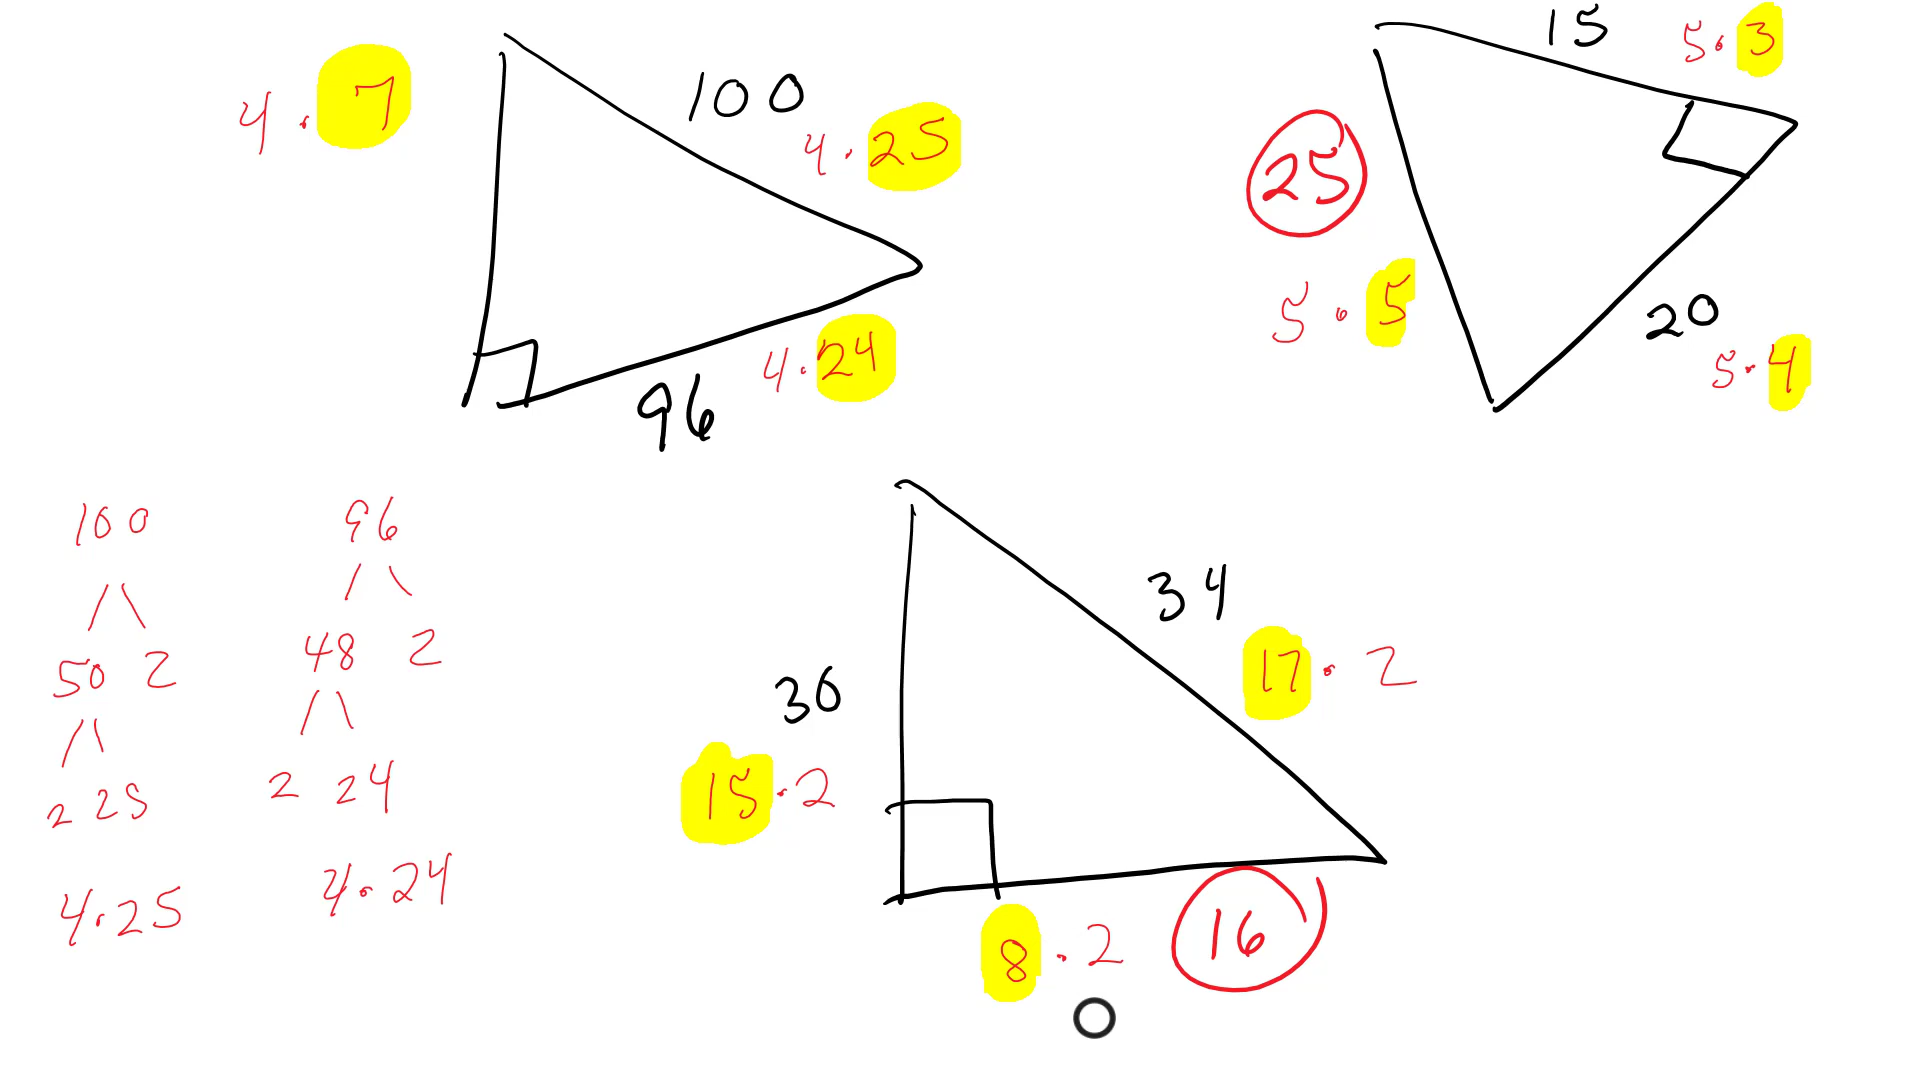 4 · 7
100
4 · 25
96
4 · 24
15
5 · 3
25
5 · 5
20
5 · 4
100 96
50 2 48 2
2 25 2 24
4 · 25 4 · 24
34
17 · 2
30
15 · 2
8 · 2
16